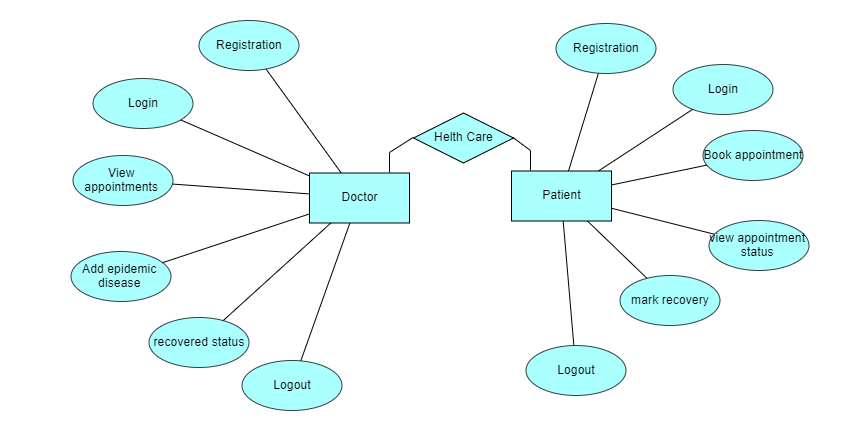 Registration
Registration
Login
Login
Helth Care
Book appointment
View
appointments
Doctor
Patient
view appointment
status
Add epidemic
disease
mark recovery
recovered status
Logout
Logout